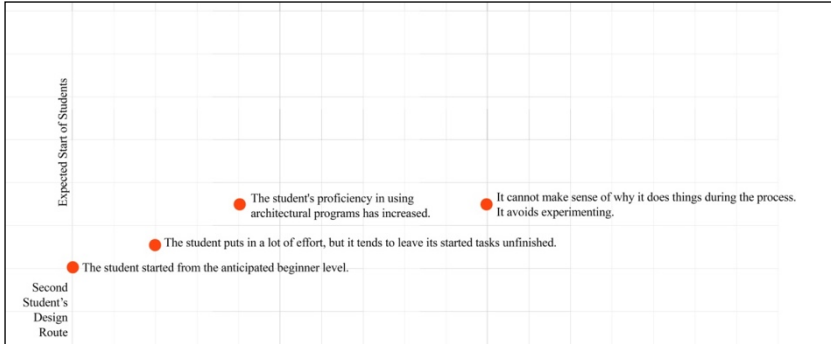 Expected Start of Students
The student's proficiency in using
architectural programs has increased.
It cannot make sense of why it does things during the process.
It avoids experimenting.
The student puts in a lot of effort, but it tends to leave its started tasks unfinished.
The student started from the anticipated beginner level.
Second
Student’s
Design
Route